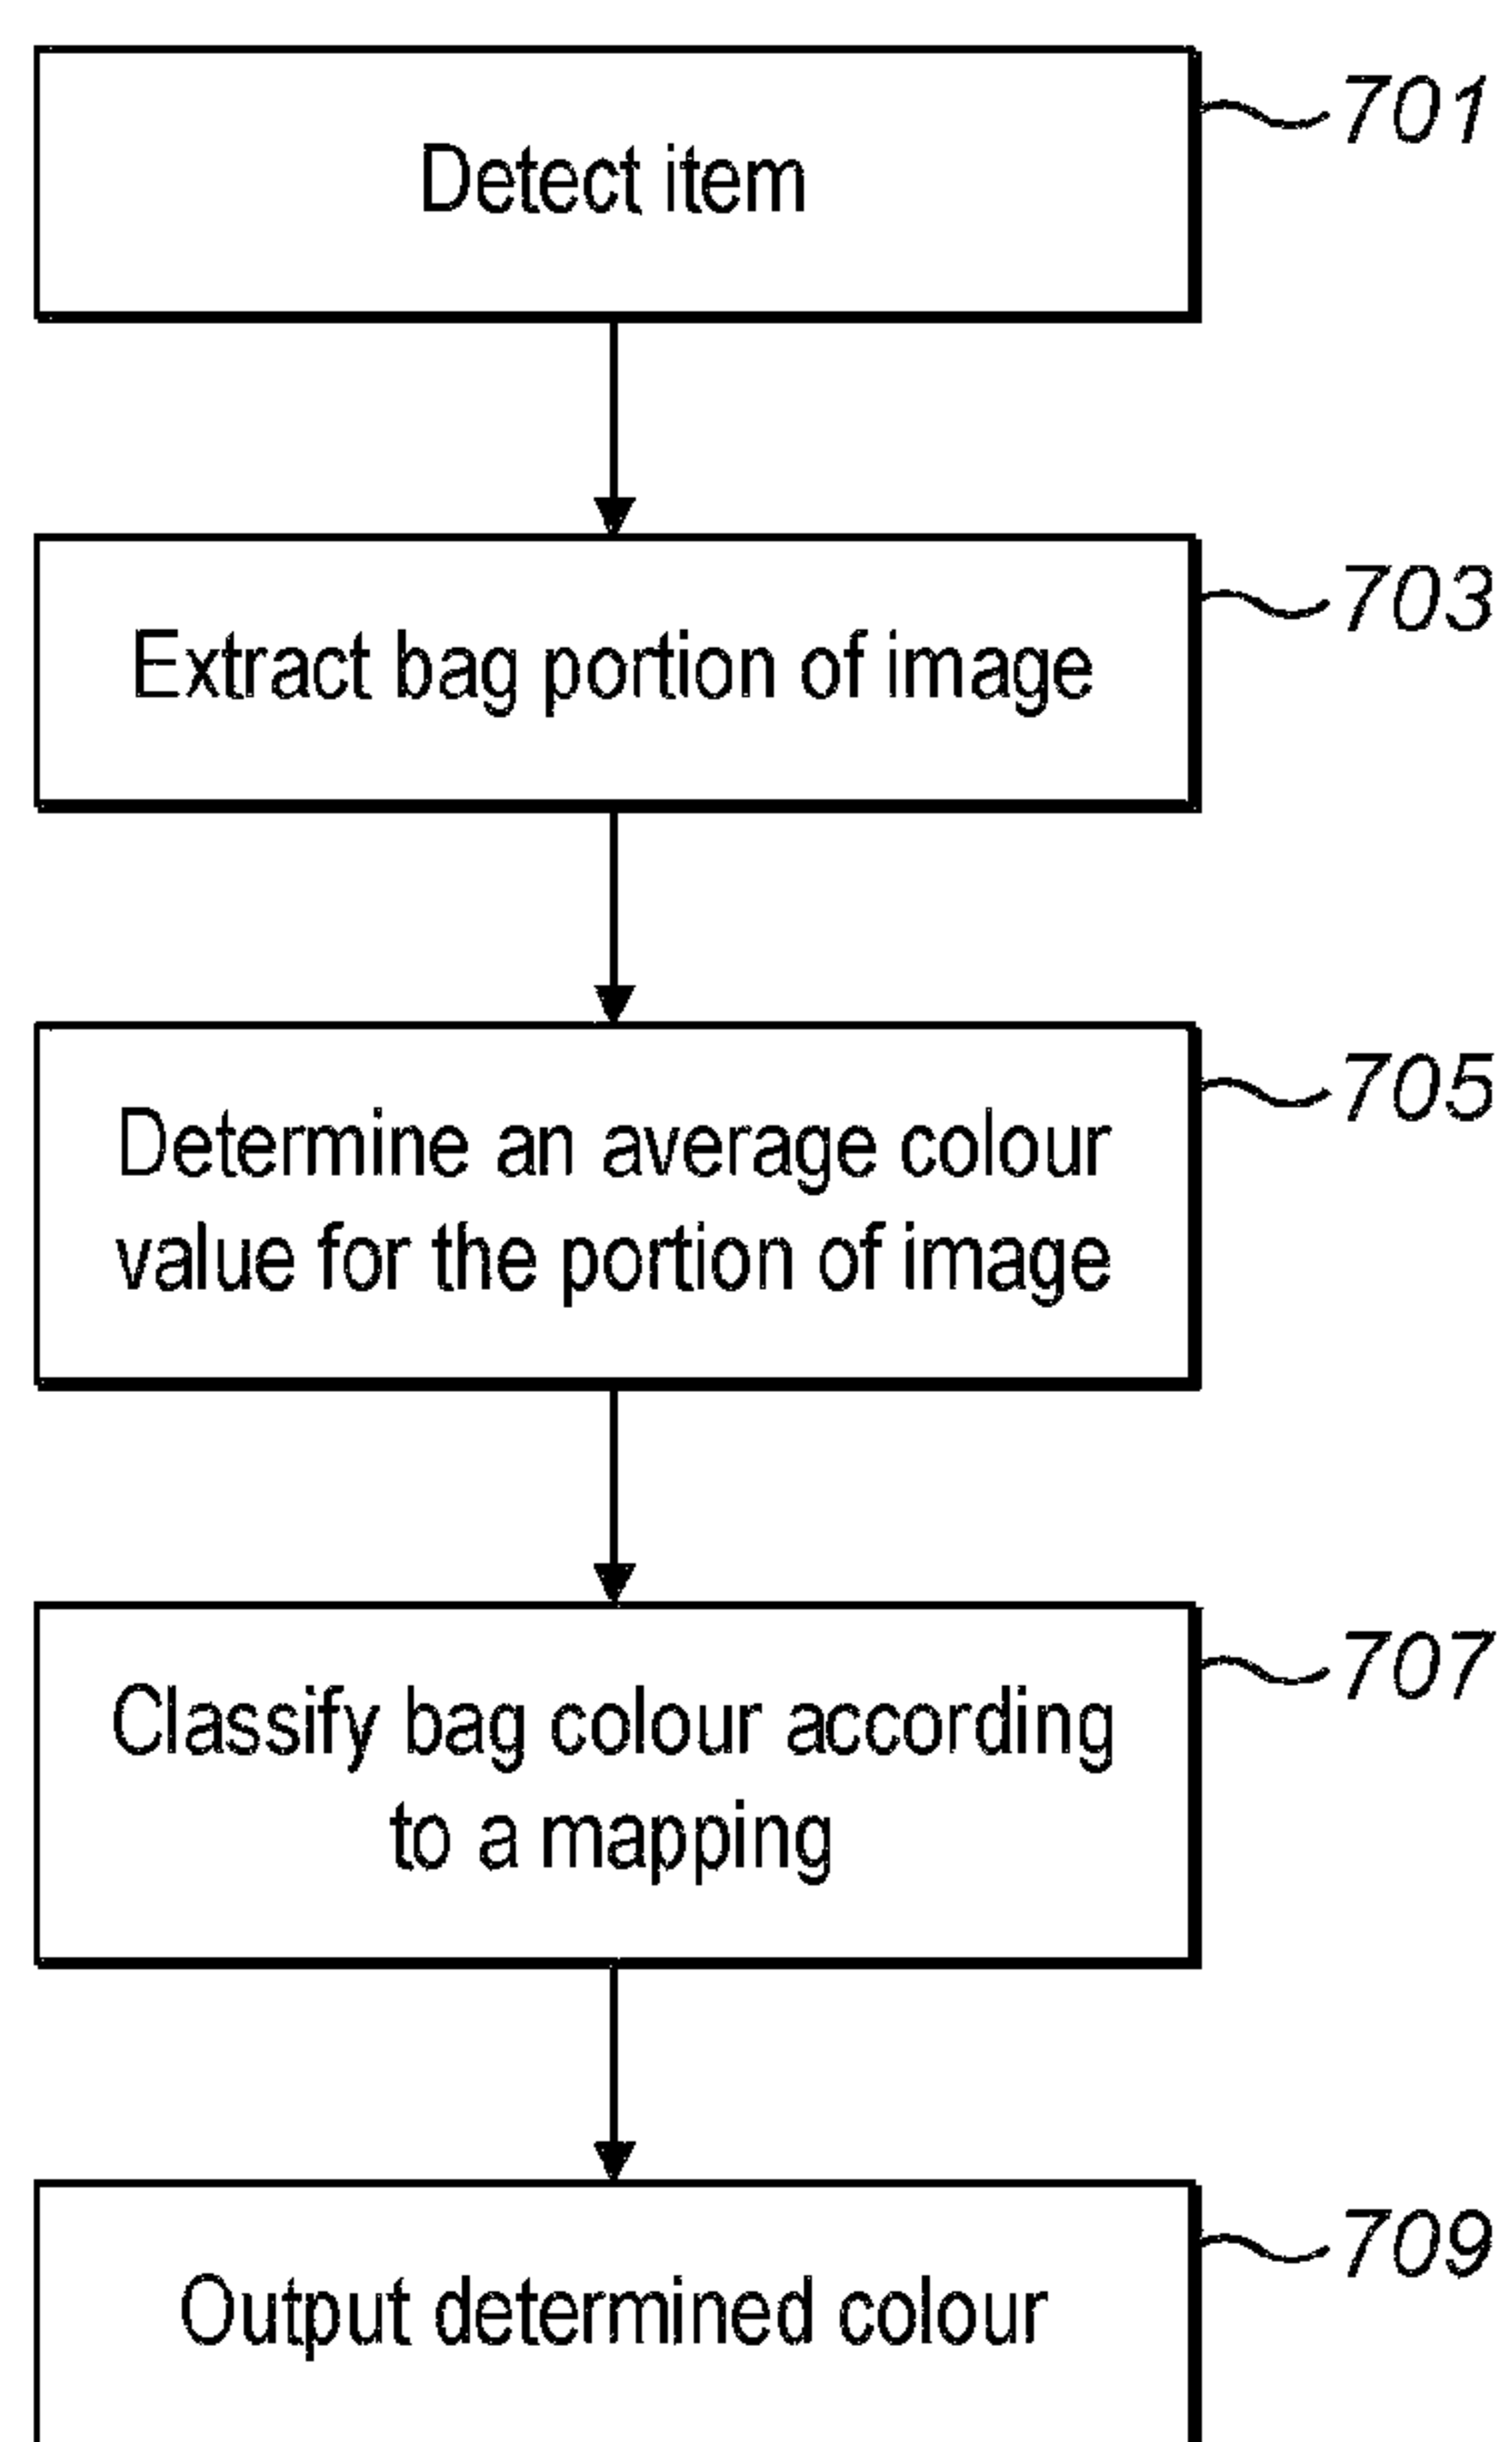 Detect item
701
Extract bag portion of image
703
Determine an average colour
value for the portion of image
705
Classify bag colour according
to a mapping
707
Output determined colour
709